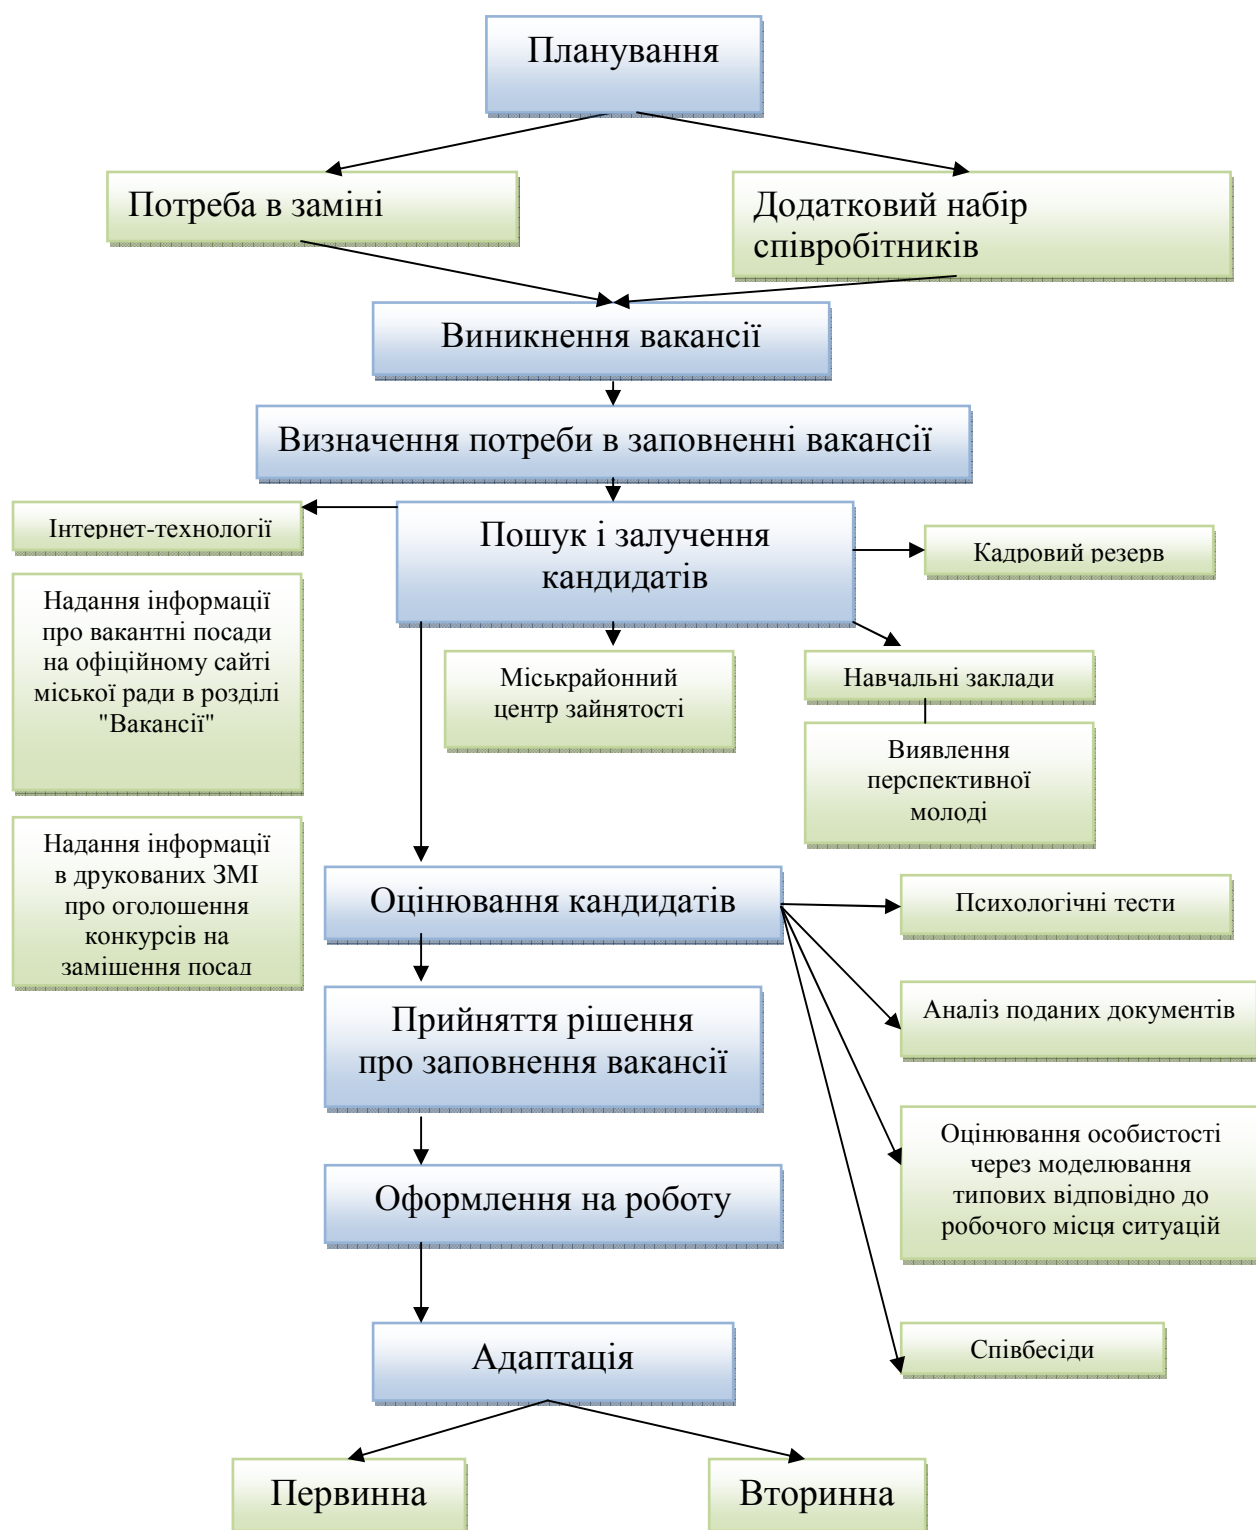 Планування
Потреба в заміні
Додатковий набір
співробітників
Виникнення вакансії
Визначення потреби в заповненні вакансії
Інтернет-технології
Пошук і залучення
кандидатів
Кадровий резерв
Надання інформації
про вакантні посади
на офіційному сайті
міської ради в розділі
"Вакансії"
Міськрайонний
центр зайнятості
Навчальні заклади
Виявлення
перспективної
молоді
Надання інформації
в друкованих ЗМІ
про оголошення
конкурсів на
заміщення посад
Оцінювання кандидатів
Психологічні тести
Аналіз поданих документів
Прийняття рішення
про заповнення вакансії
Оцінювання особистості
через моделювання
типових відповідно до
робочого місця ситуацій
Оформлення на роботу
Співбесіди
Адаптація
Первинна
Вторинна